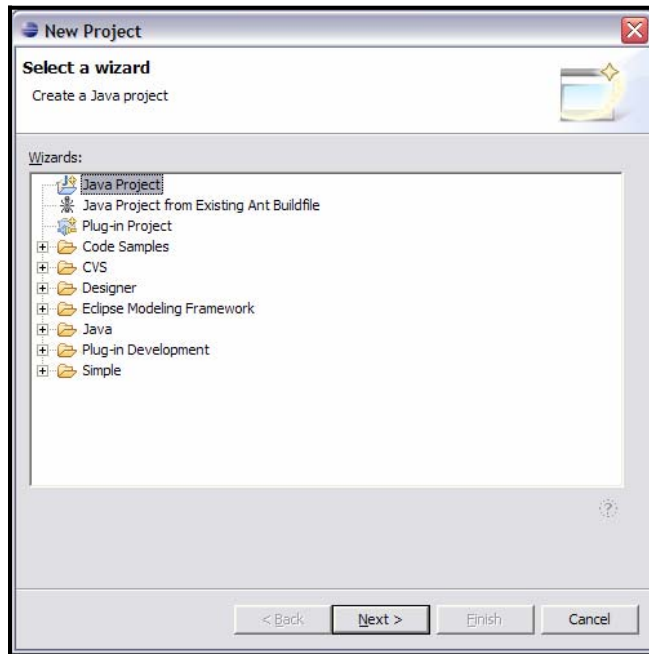 New Project
Select a wizard
Create a Java project
Wizards:
Java Project
Java Project from Existing Ant Buildfile
Plug-in Project
Code Samples
CVS
Designer
Eclipse Modeling Framework
Java
Plug-in Development
Simple
?
< Back Next > Finish Cancel